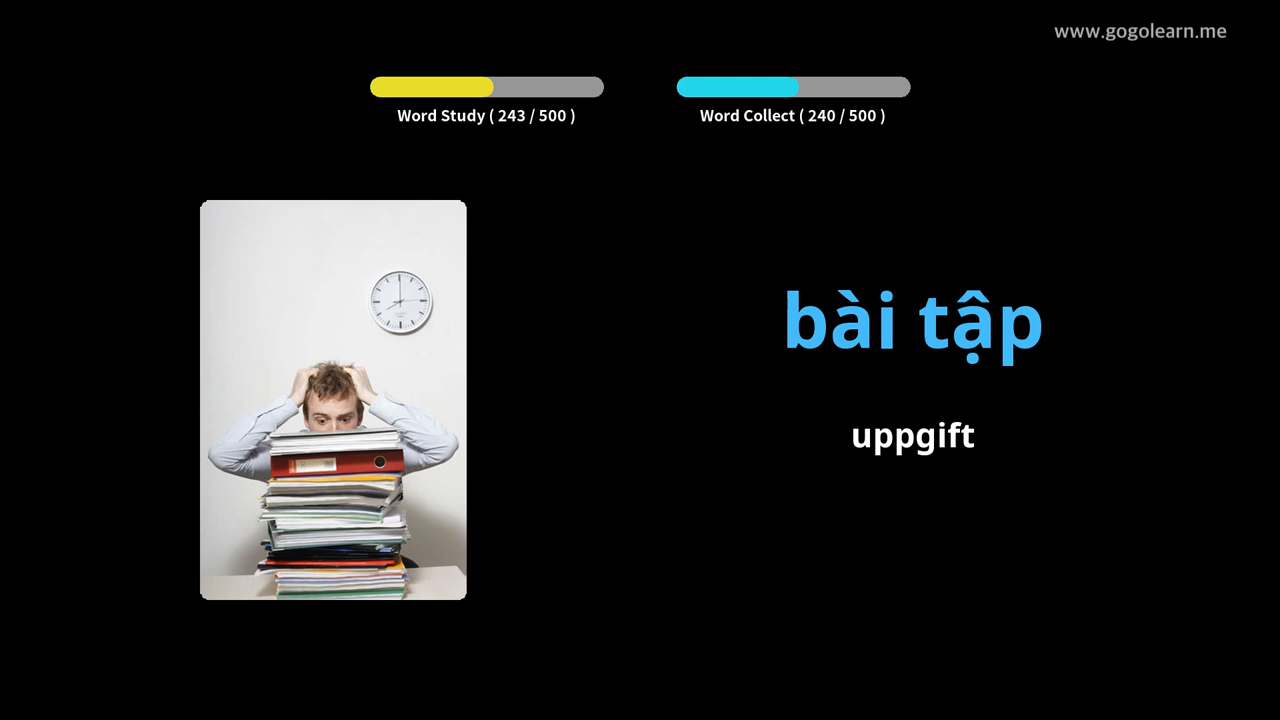 www.gogolearn.me
Word Study ( 243 / 500 )
Word Collect ( 240 / 500 )
bài tập
uppgift